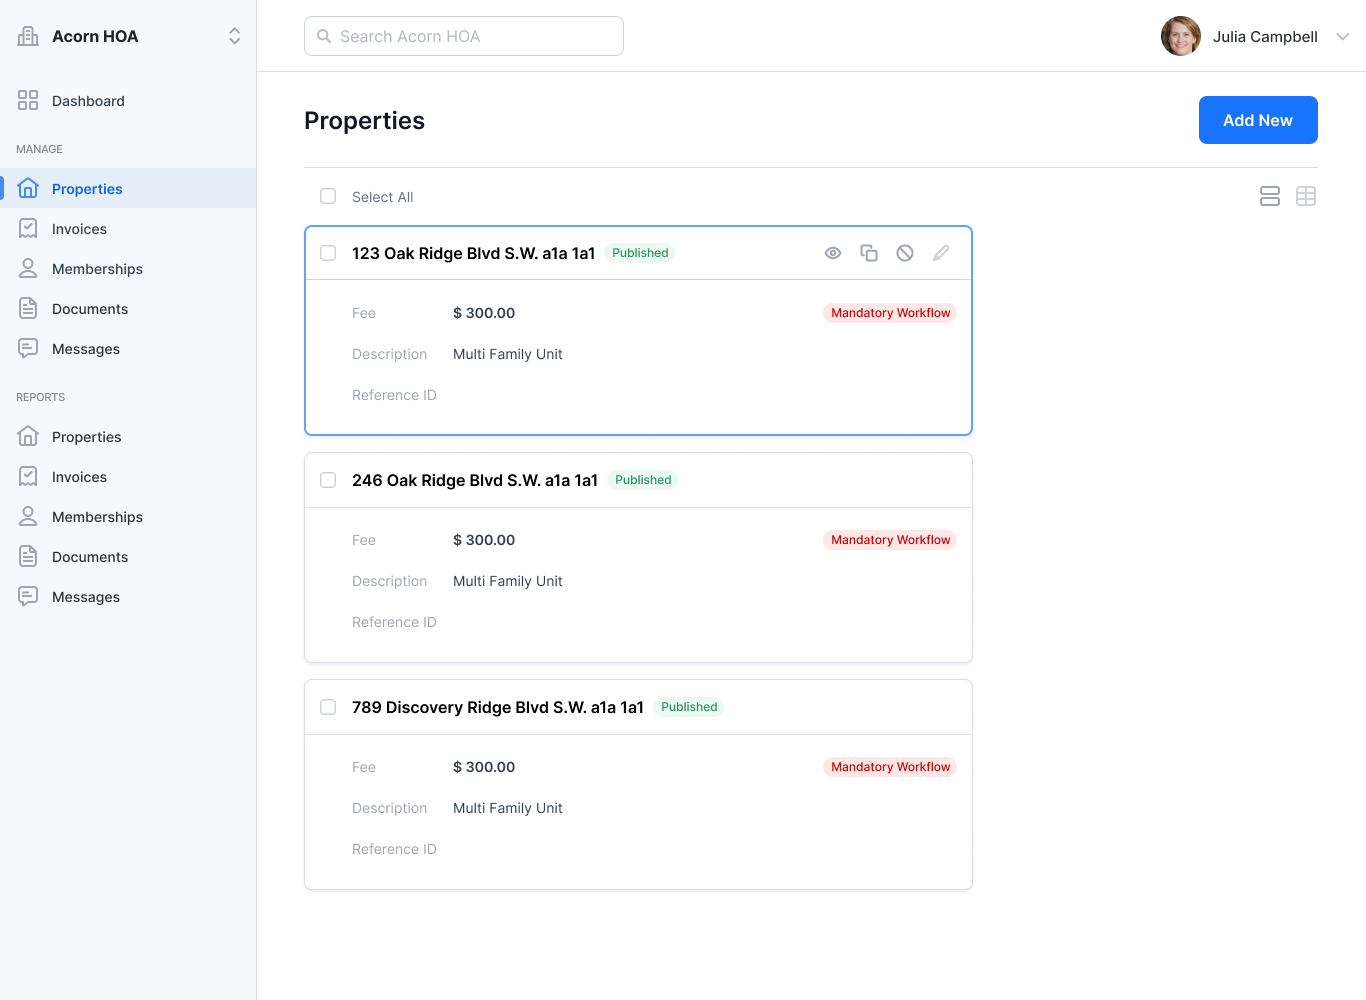 Acorn HOA
Search Acorn HOA
Julia Campbell
Dashboard
MANAGE
Properties
Invoices
Memberships
Documents
Messages
REPORTS
Properties
Invoices
Memberships
Documents
Messages
Properties
Add New
Select All
123 Oak Ridge Blvd S.W. a1a 1a1 Published
Fee $ 300.00 Mandatory Workflow
Description Multi Family Unit
Reference ID
246 Oak Ridge Blvd S.W. a1a 1a1 Published
Fee $ 300.00 Mandatory Workflow
Description Multi Family Unit
Reference ID
789 Discovery Ridge Blvd S.W. a1a 1a1 Published
Fee $ 300.00 Mandatory Workflow
Description Multi Family Unit
Reference ID